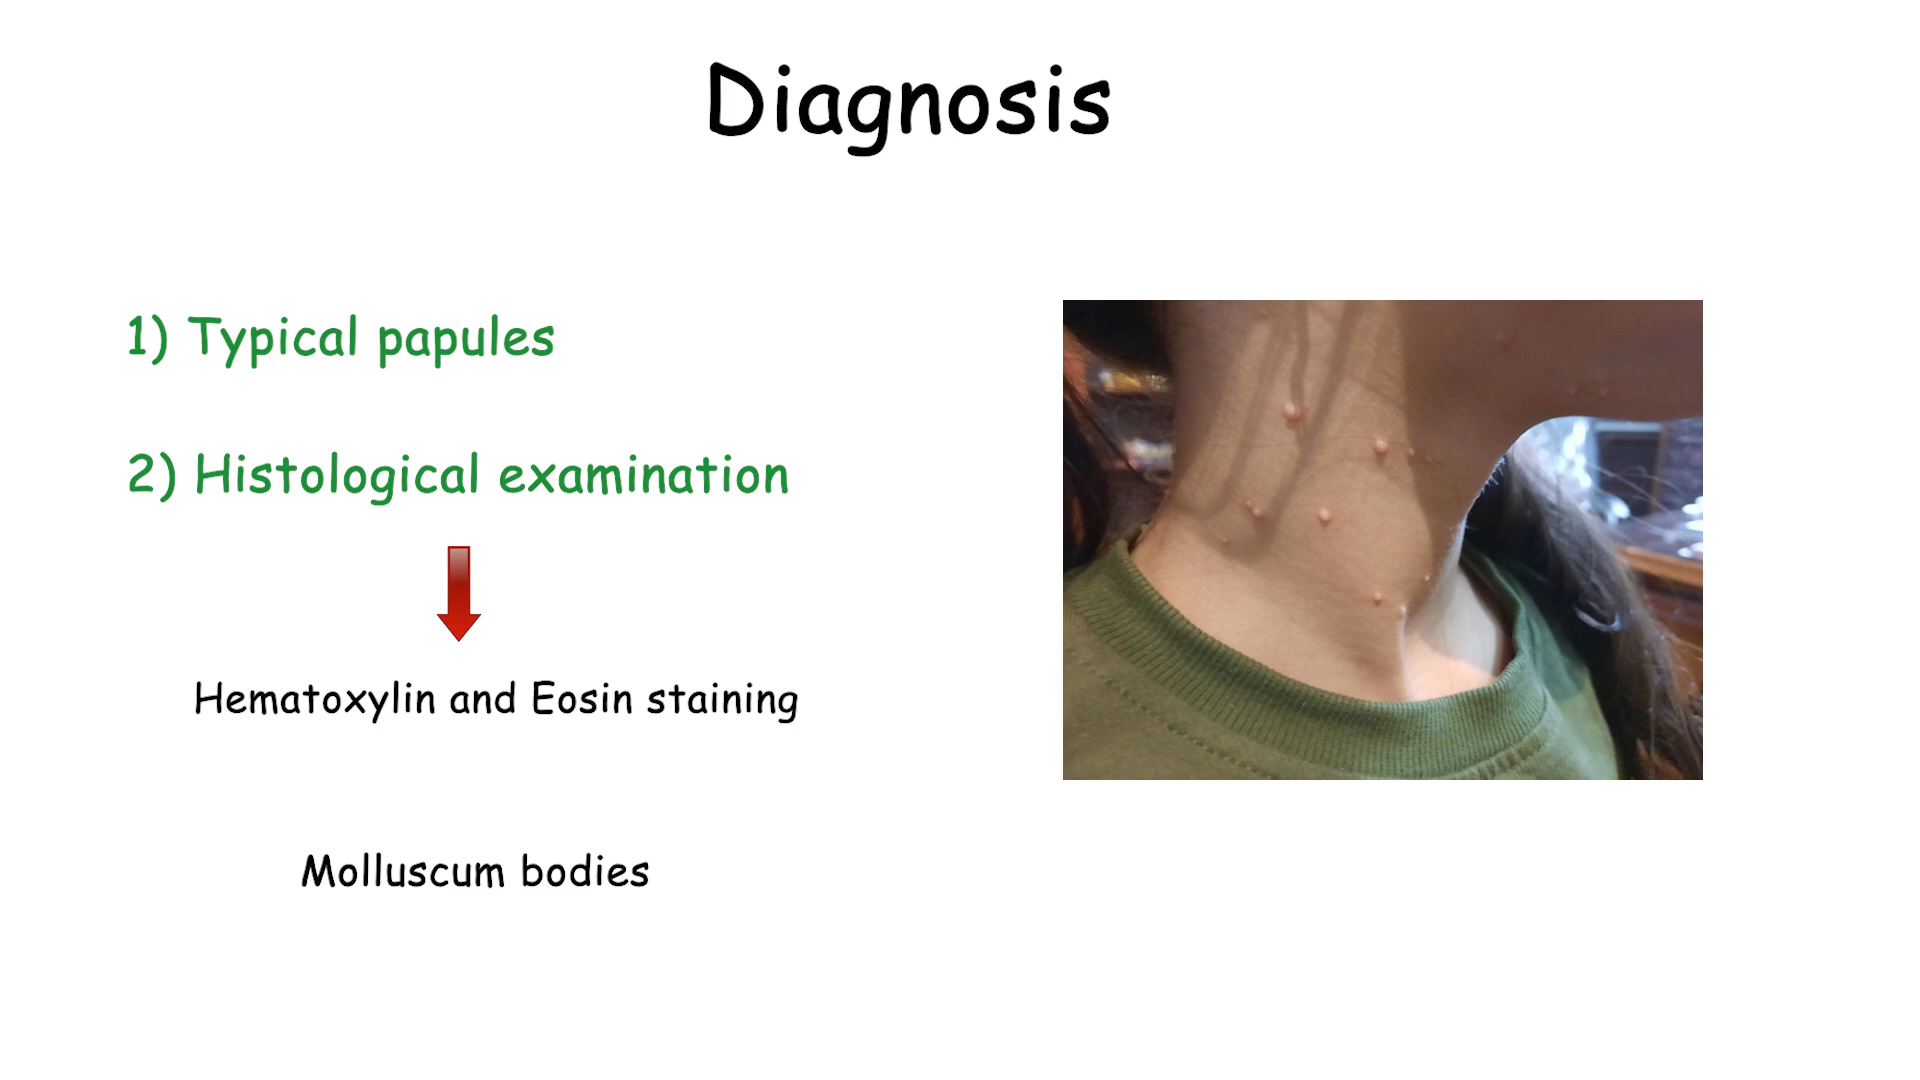 Diagnosis
1) Typical papules
2) Histological examination
Hematoxylin and Eosin staining
Molluscum bodies